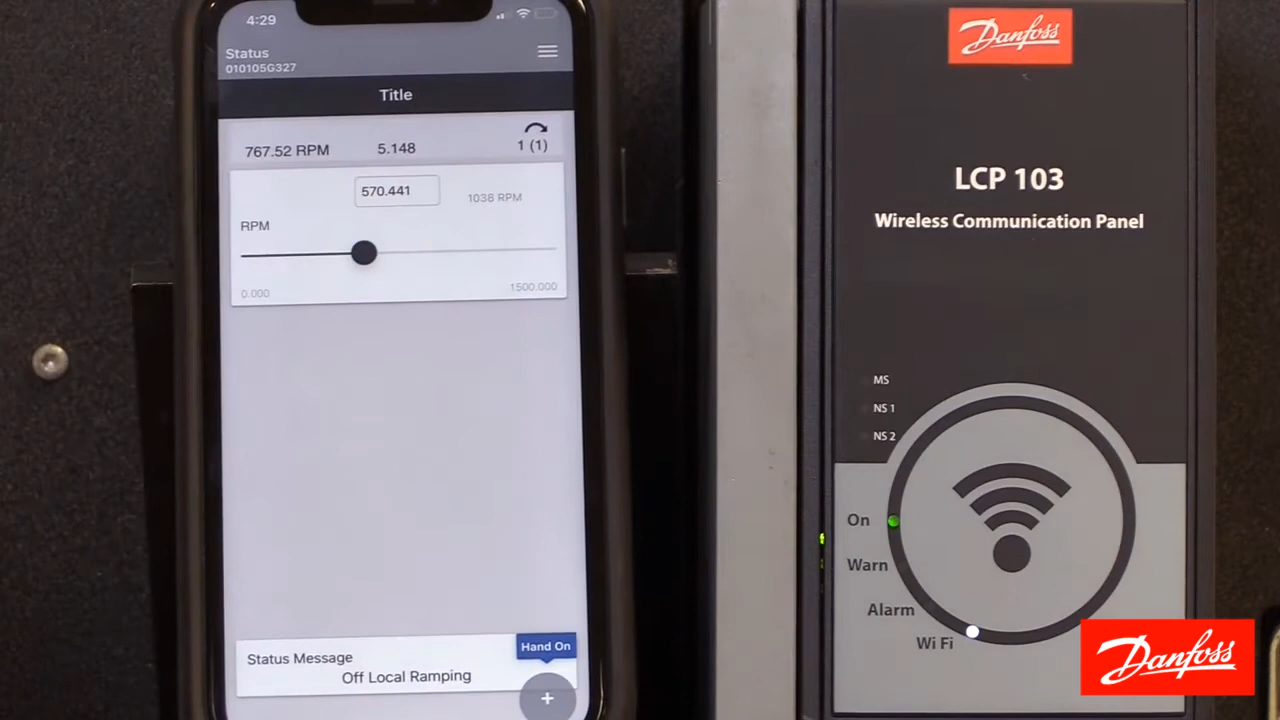 4:29
Status
010105G327
Title
767.52 RPM 5.148 1 (1)
570.441 1038 RPM
RPM
0.000 1500.000
Hand On
Status Message
Off Local Ramping
+
Danfoss
LCP 103
Wireless Communication Panel
MS
NS 1
NS 2
On
Warn
Alarm
Wi Fi
Danfoss